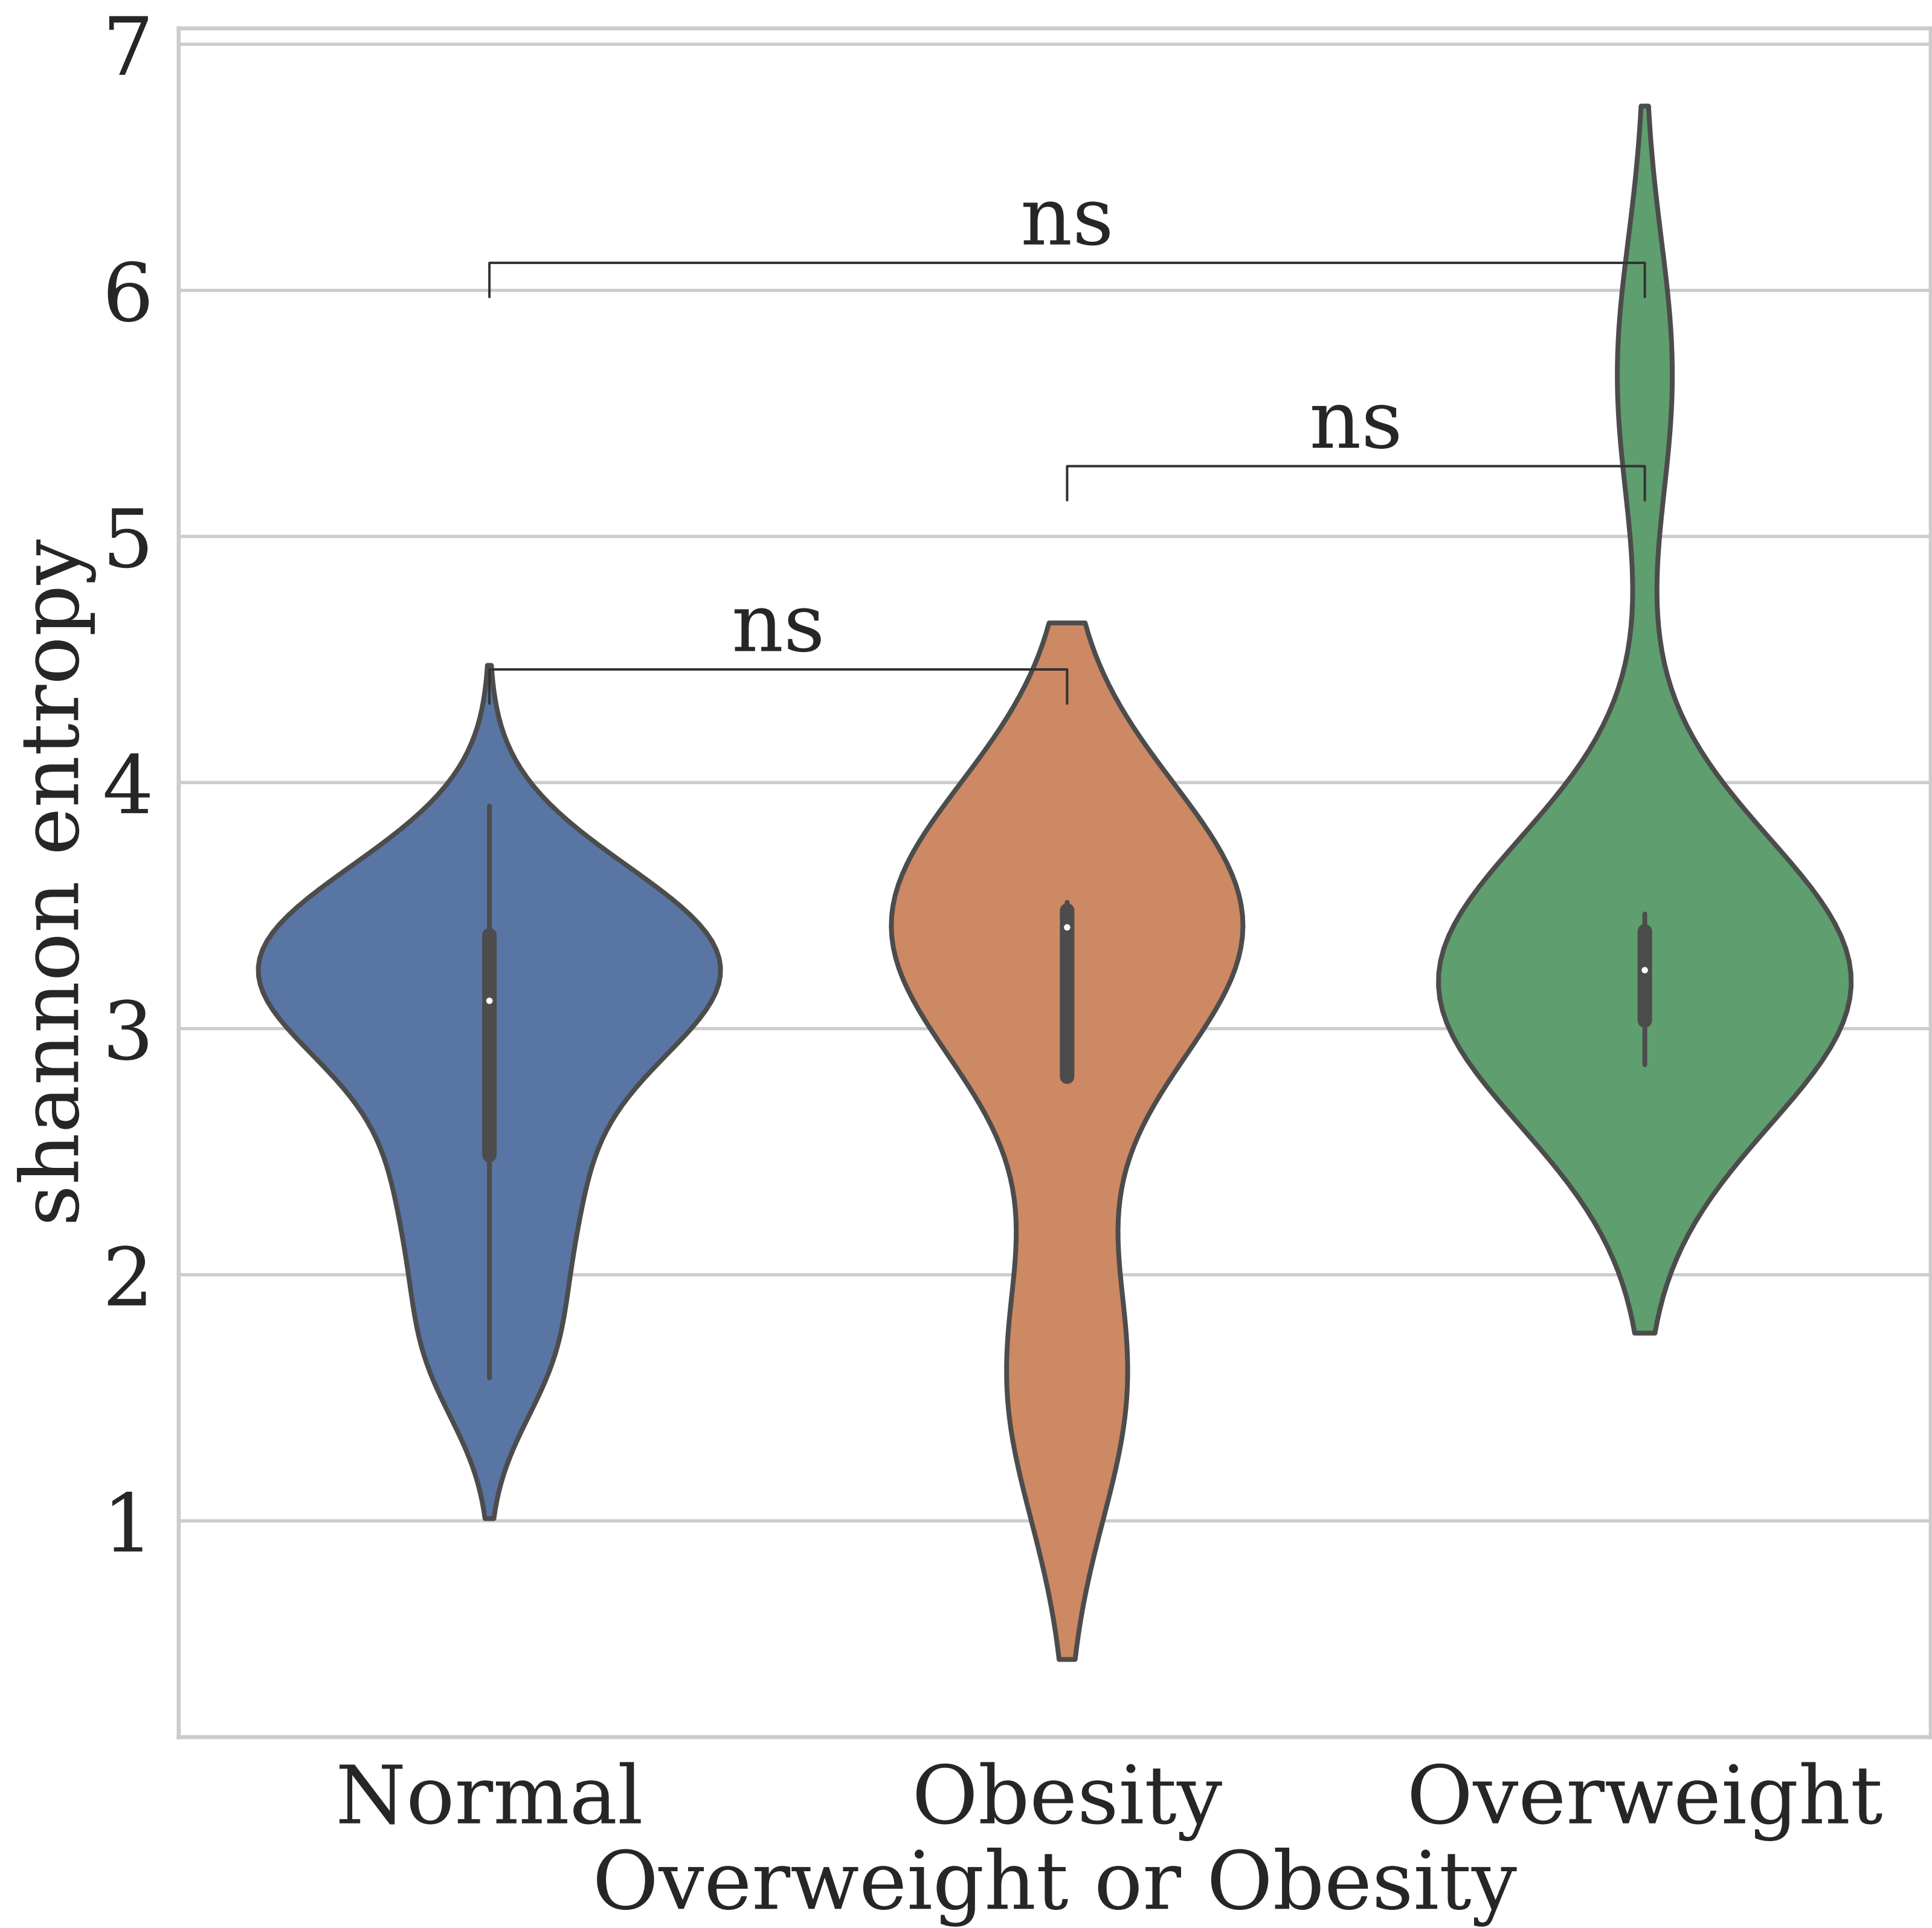 shannon entropy
7
6
5
4
3
2
1
ns
ns
ns
Normal Obesity Overweight
Overweight or Obesity